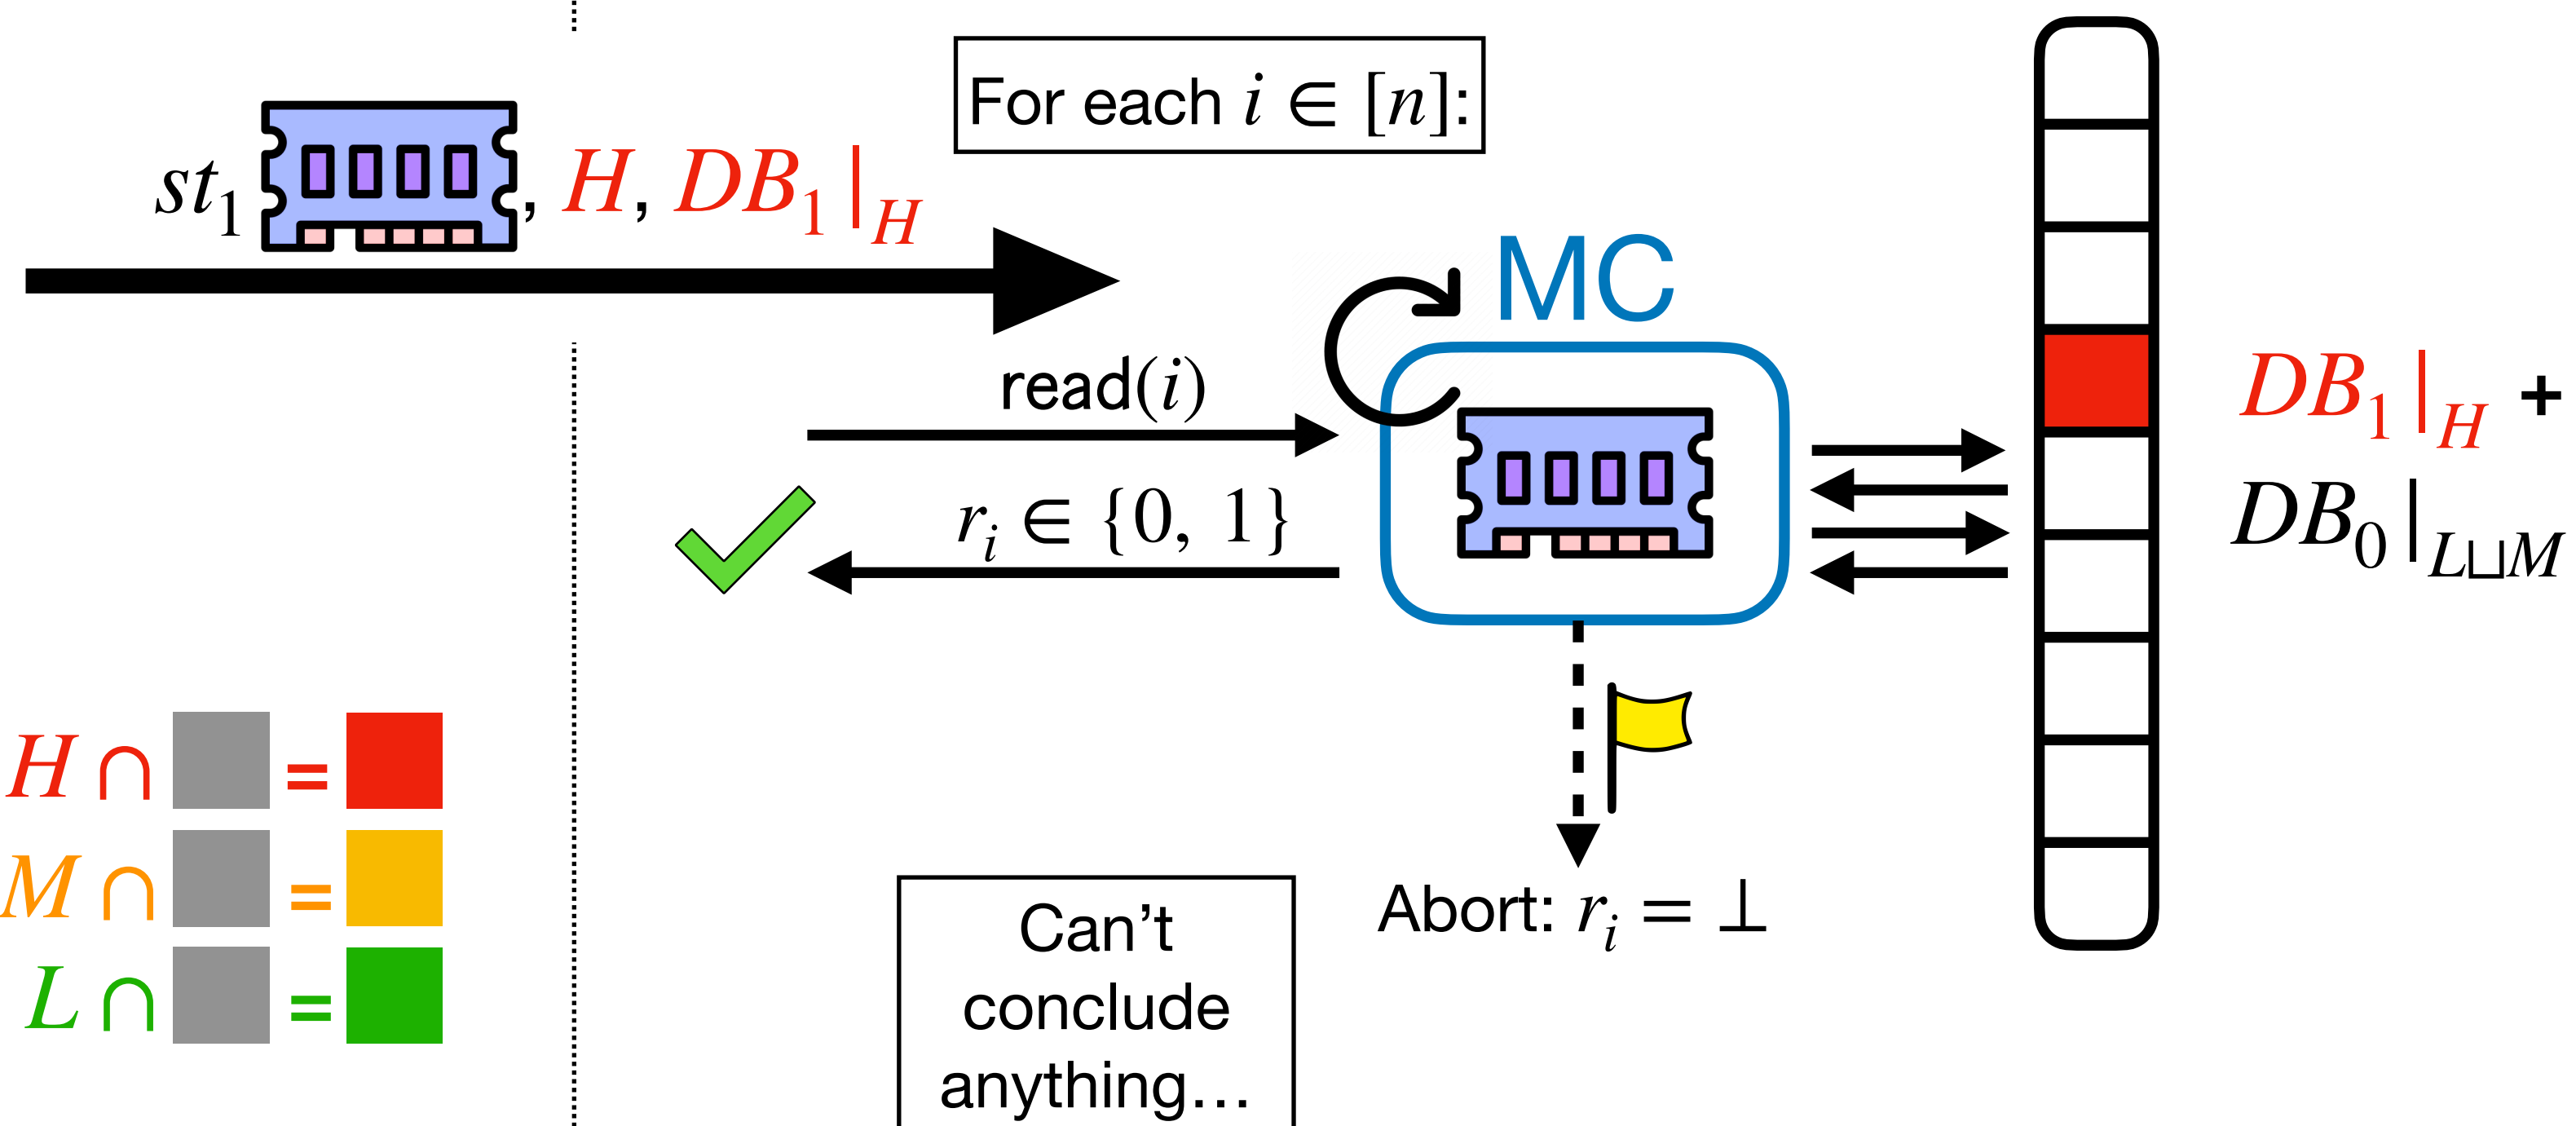 For each i ∈ [n]:
st₁ , H, DB₁|_H
MC
read(i)
r_i ∈ {0, 1}
DB₁|_H +
DB₀|_{L⊔M}
H ∩ =
M ∩ =
L ∩ =
Abort: r_i = ⊥
Can’t
conclude
anything…